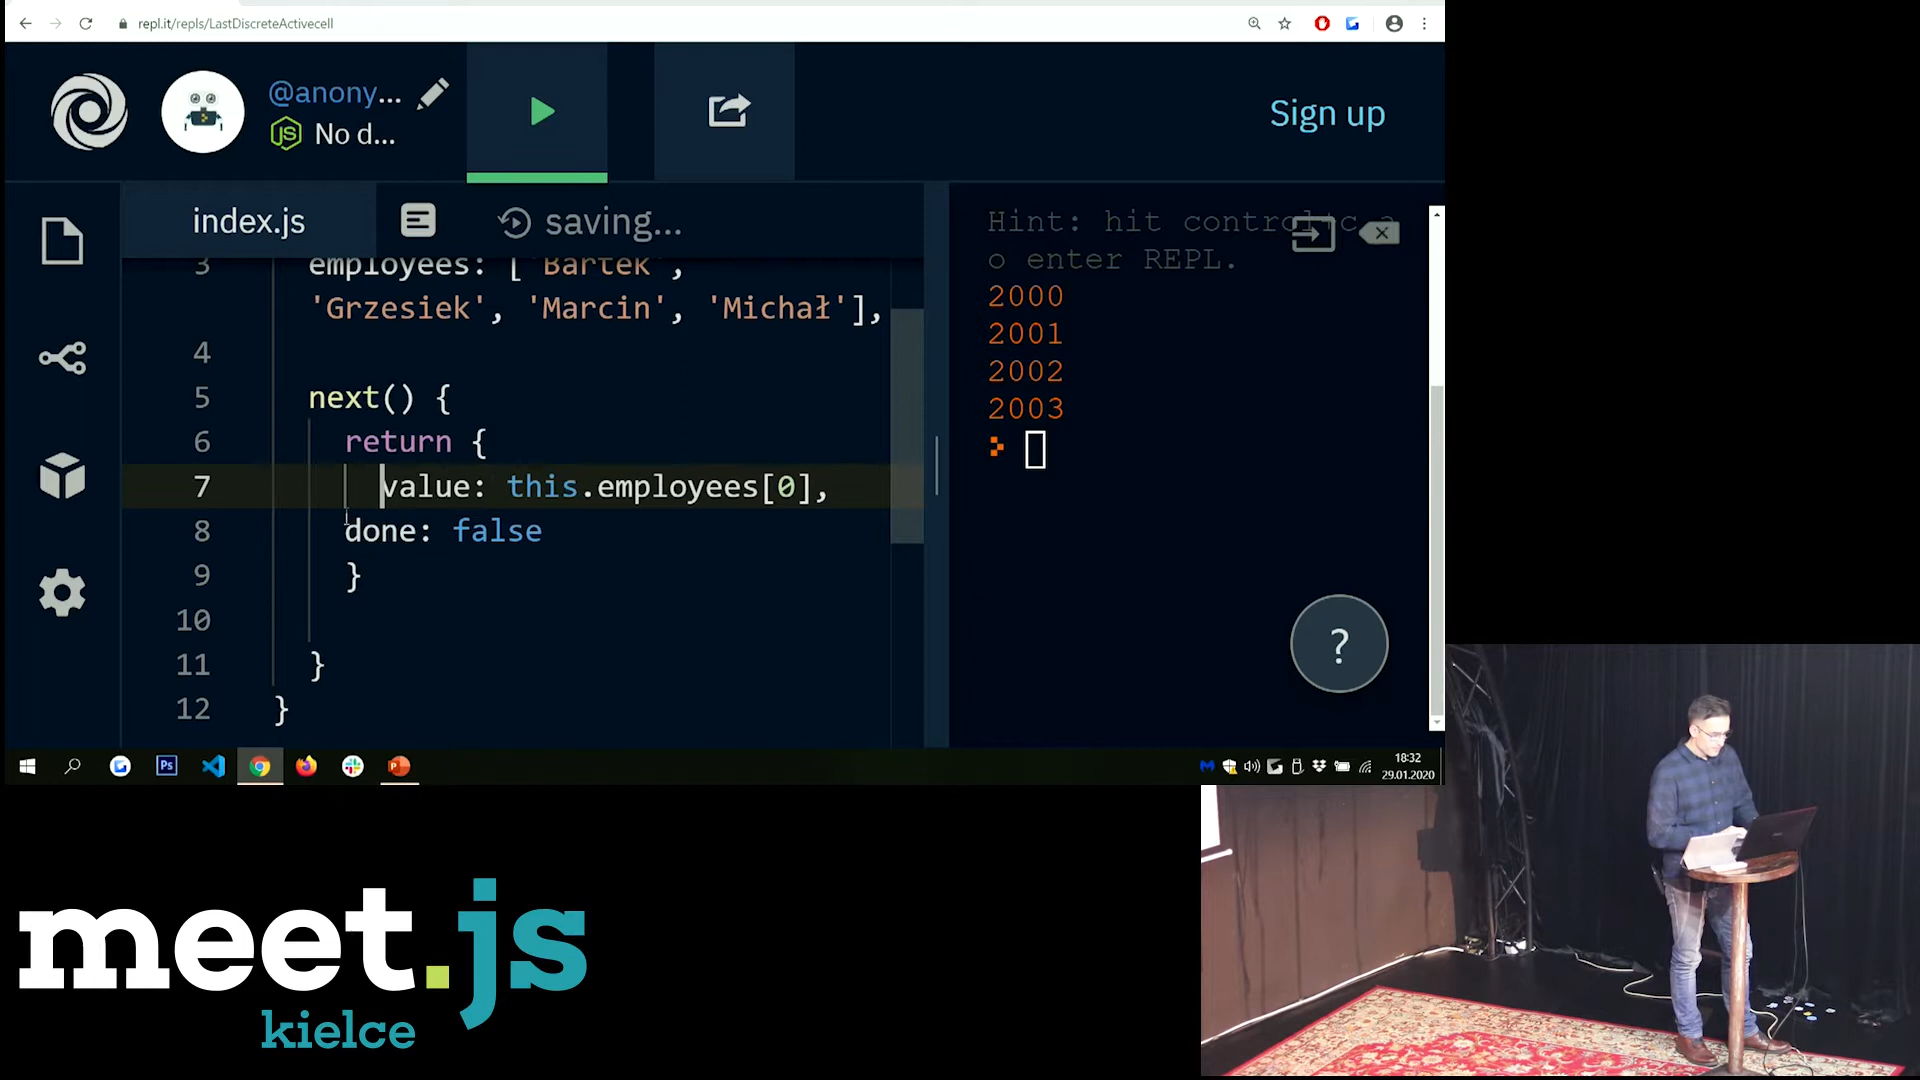 repl.it/repls/LastDiscreteActivecell
@anony...
JS No d...
Sign up
index.js
saving...
Hint: hit control+c a
o enter REPL.
3 employees: ['Bartek',
'Grzesiek', 'Marcin', 'Michał'],
4
5 next() {
6 return {
7 value: this.employees[0],
8 done: false
9 }
10
11 }
12 }
2000
2001
2002
2003
?
Ps
18:32
29.01.2020
meet.js
kielce